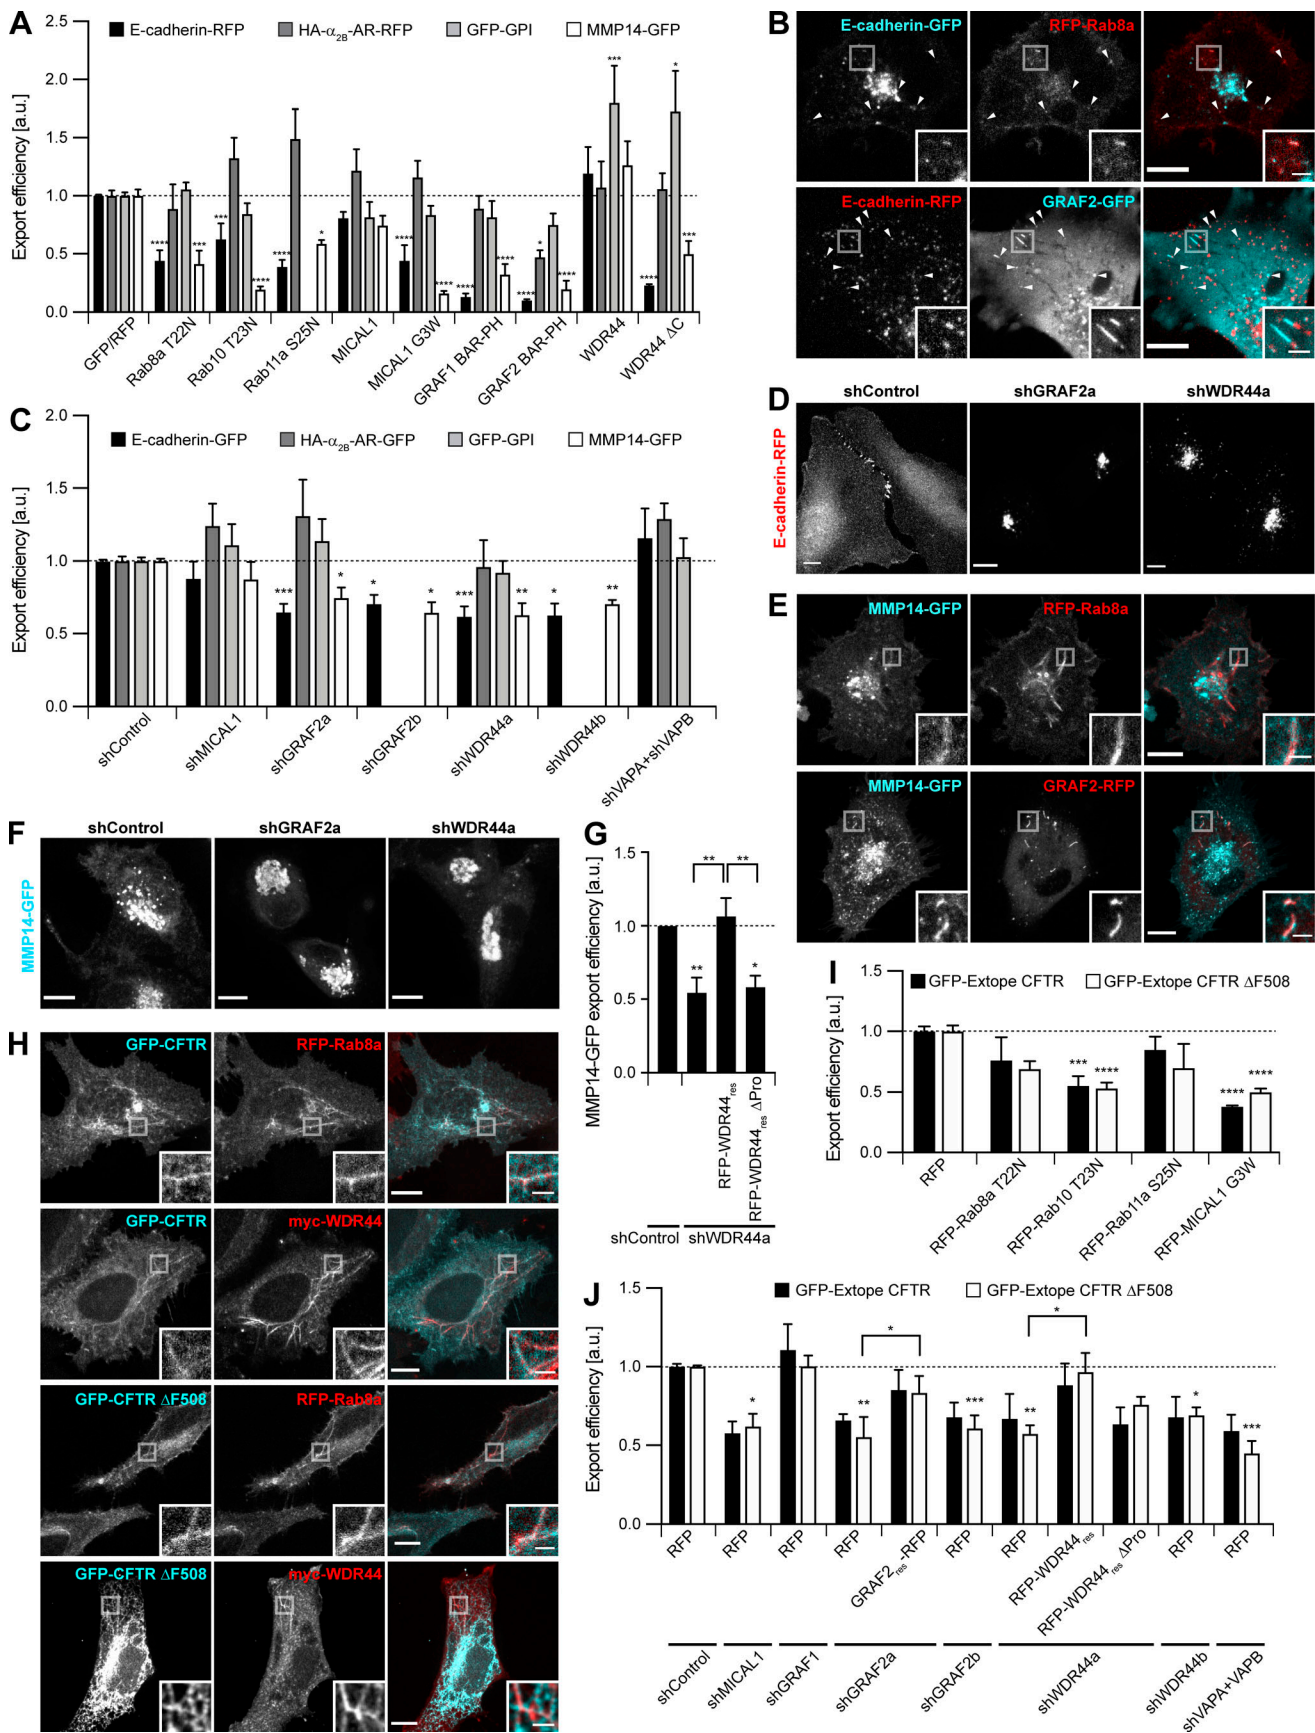 A
E-cadherin-RFP HA-α2B-AR-RFP GFP-GPI MMP14-GFP
Export efficiency [a.u.]
2.5
2.0
1.5
1.0
0.5
0.0
**** *** *** **** **** * **** **** **** **** **** * **** *** **** * ***
GFP/RFP
Rab8a T22N
Rab10 T23N
Rab11a S25N
MICAL1
MICAL1 G3W
GRAF1 BAR-PH
GRAF2 BAR-PH
WDR44
WDR44 ΔC
B
E-cadherin-GFP RFP-Rab8a
E-cadherin-RFP GRAF2-GFP
C
E-cadherin-GFP HA-α2B-AR-GFP GFP-GPI MMP14-GFP
Export efficiency [a.u.]
2.0
1.5
1.0
0.5
0.0
*** * * * *** ** * **
shControl
shMICAL1
shGRAF2a
shGRAF2b
shWDR44a
shWDR44b
shVAPA+shVAPB
D
shControl shGRAF2a shWDR44a
E-cadherin-RFP
E
MMP14-GFP RFP-Rab8a
MMP14-GFP GRAF2-RFP
F
shControl shGRAF2a shWDR44a
MMP14-GFP
G
MMP14-GFP export efficiency [a.u.]
1.5
1.0
0.5
0.0
** **
** *
RFP-WDR44res
RFP-WDR44res ΔPro
shControl shWDR44a
H
GFP-CFTR RFP-Rab8a
GFP-CFTR myc-WDR44
GFP-CFTR ΔF508 RFP-Rab8a
GFP-CFTR ΔF508 myc-WDR44
I
GFP-Extope CFTR GFP-Extope CFTR ΔF508
Export efficiency [a.u.]
1.5
1.0
0.5
0.0
*** **** **** ****
RFP
RFP-Rab8a T22N
RFP-Rab10 T23N
RFP-Rab11a S25N
RFP-MICAL1 G3W
J
GFP-Extope CFTR GFP-Extope CFTR ΔF508
Export efficiency [a.u.]
1.5
1.0
0.5
0.0
* *
* ** *** ** * ***
RFP
RFP
RFP
RFP
GRAF2res-RFP
RFP
RFP
RFP-WDR44res
RFP-WDR44res ΔPro
RFP
RFP
shControl
shMICAL1
shGRAF1
shGRAF2a
shGRAF2b
shWDR44a
shWDR44b
shVAPA+VAPB